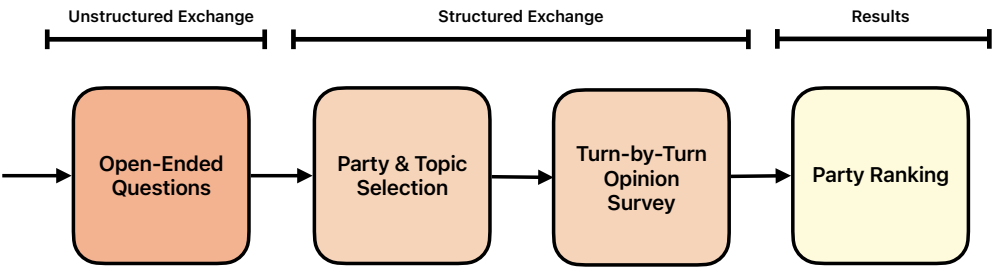 Unstructured Exchange
Structured Exchange
Results
Open-Ended
Questions
Party & Topic
Selection
Turn-by-Turn
Opinion
Survey
Party Ranking